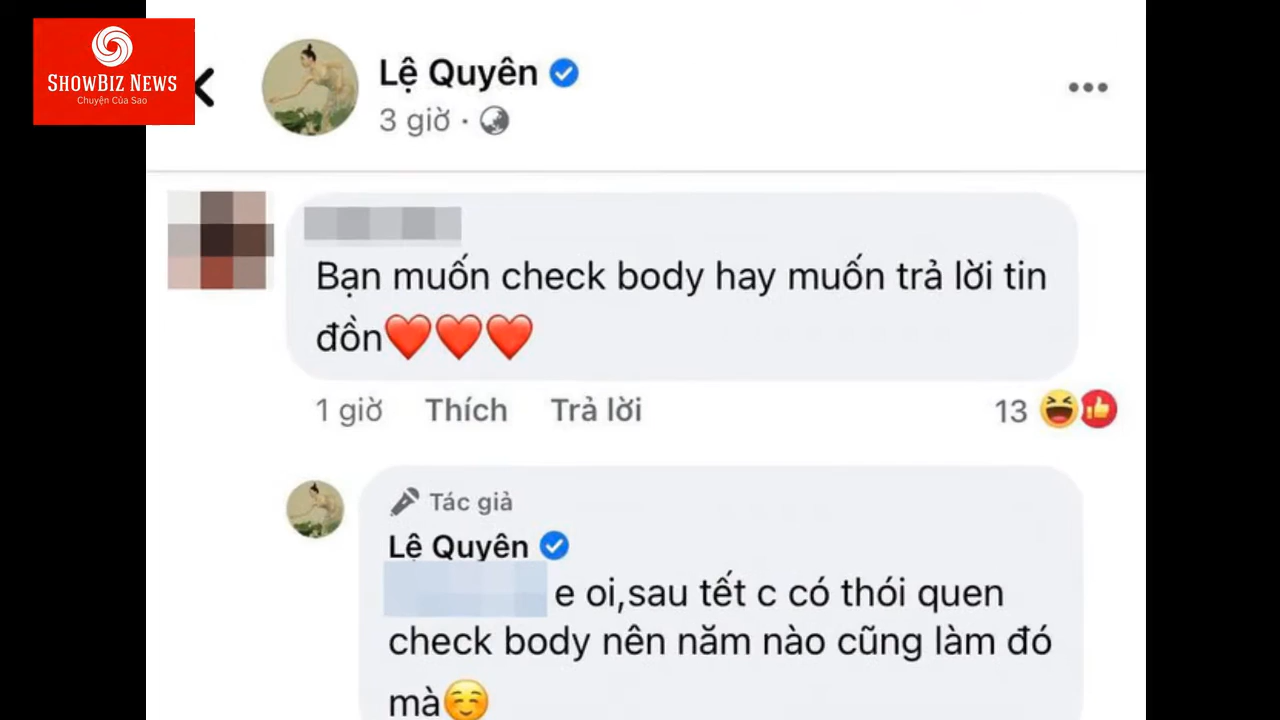 SHOWBIZ NEWS
Chuyện Của Sao
Lệ Quyên
3 giờ ·
Bạn muốn check body hay muốn trả lời tin
đồn❤️❤️❤️
1 giờ Thích Trả lời 13
Tác giả
Lệ Quyên
e oi,sau tết c có thói quen
check body nên năm nào cũng làm đó
mà☺️